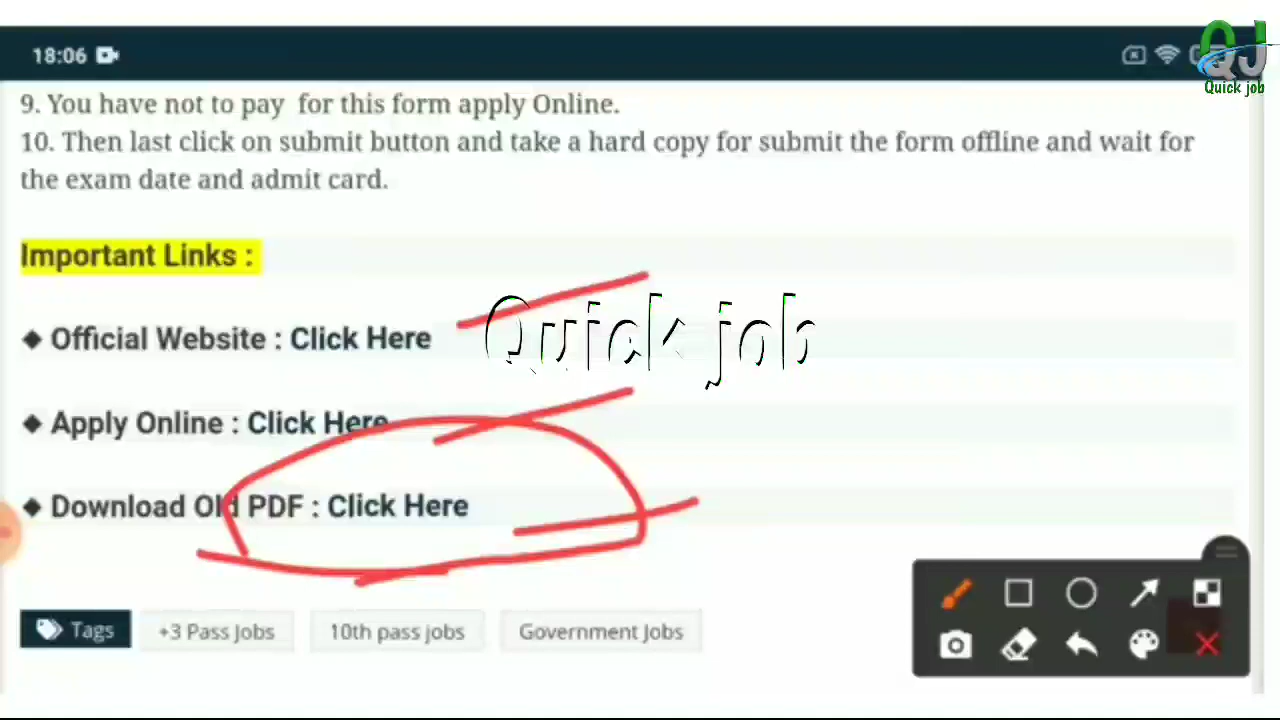 18:06
QJ
Quick job
9. You have not to pay for this form apply Online.
10. Then last click on submit button and take a hard copy for submit the form offline and wait for
the exam date and admit card.
Important Links :
◆ Official Website : Click Here
Quick job
◆ Apply Online : Click Here
◆ Download Old PDF : Click Here
Tags
+3 Pass Jobs
10th pass jobs
Government Jobs